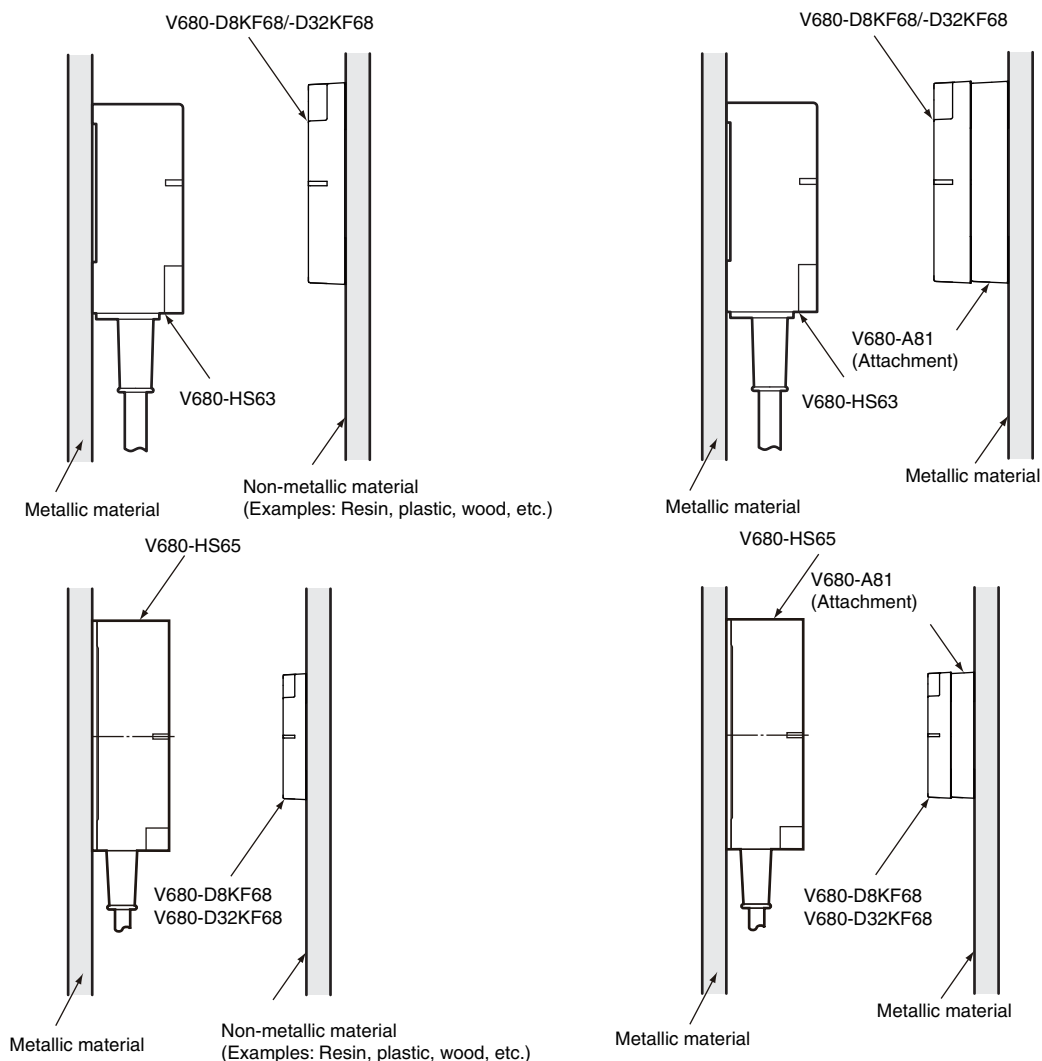 V680-D8KF68/-D32KF68
V680-HS63
Metallic material
Non-metallic material
(Examples: Resin, plastic, wood, etc.)
V680-D8KF68/-D32KF68
V680-A81
(Attachment)
V680-HS63
Metallic material
Metallic material
V680-HS65
V680-D8KF68
V680-D32KF68
Metallic material
Non-metallic material
(Examples: Resin, plastic, wood, etc.)
V680-HS65
V680-A81
(Attachment)
V680-D8KF68
V680-D32KF68
Metallic material
Metallic material